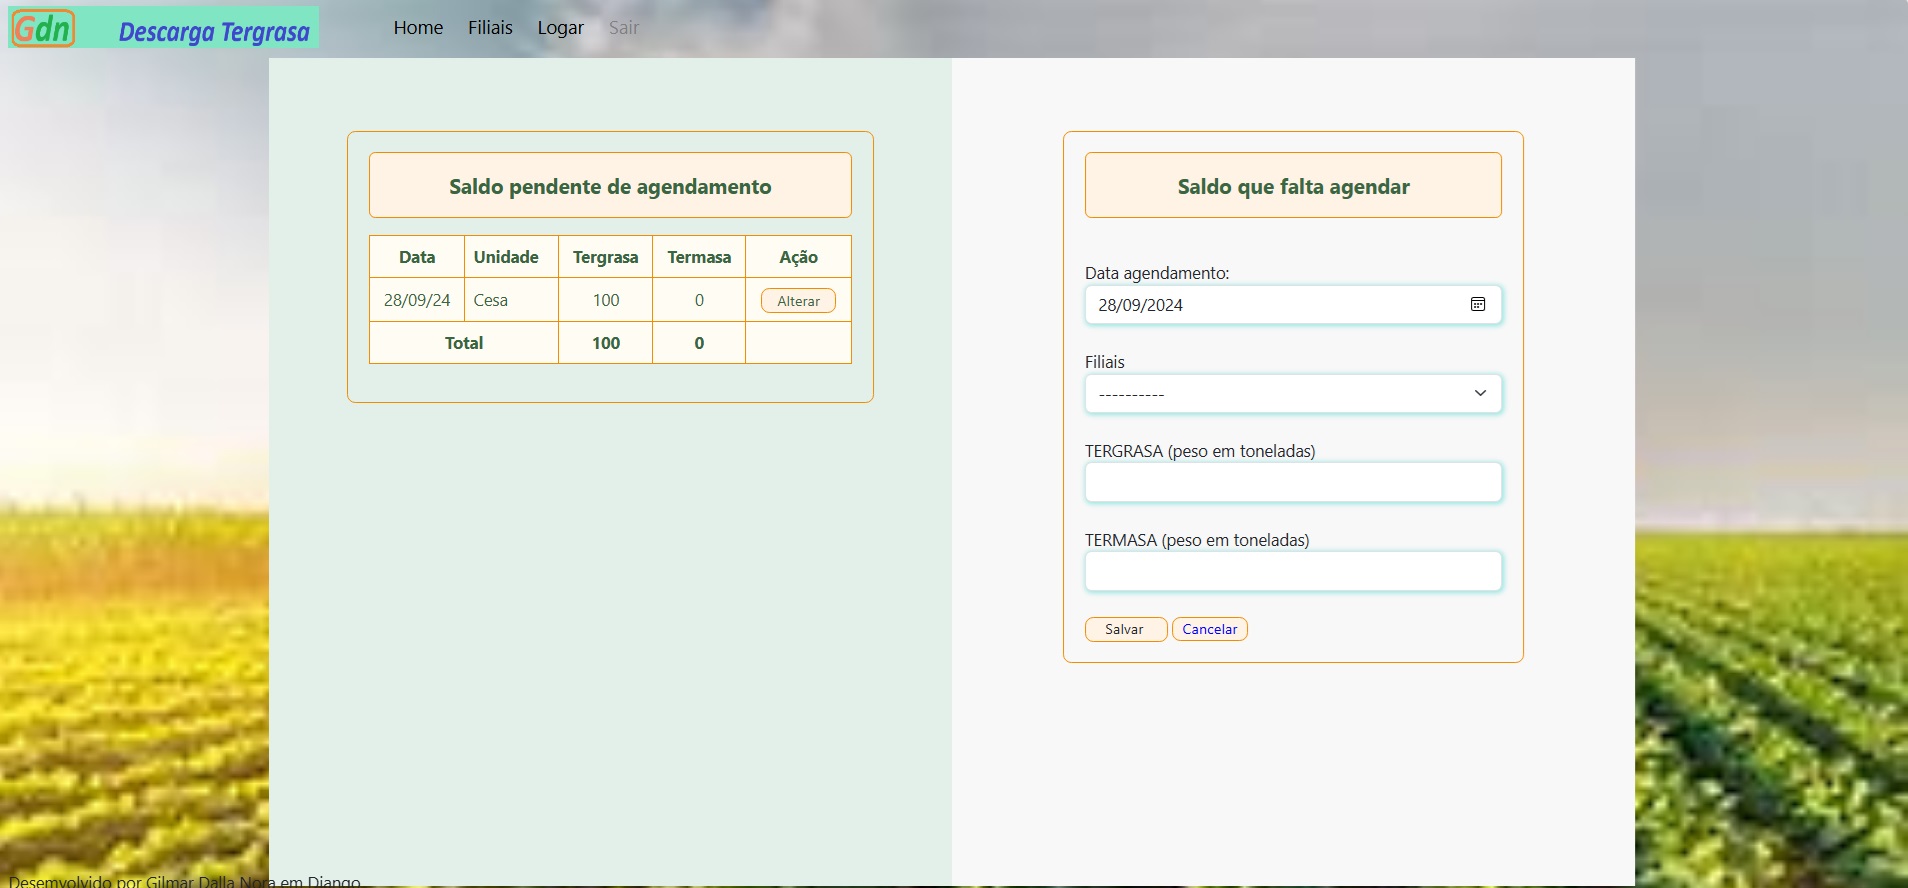 Gdn Descarga Tergrasa Home Filiais Logar Sair
Saldo pendente de agendamento
Data Unidade Tergrasa Termasa Ação
28/09/24 Cesa 100 0 Alterar
Total 100 0
Saldo que falta agendar
Data agendamento:
28/09/2024
Filiais
----------
TERGRASA (peso em toneladas)
TERMASA (peso em toneladas)
Salvar Cancelar
Desemvolvido por Gilmar Dalla Nora em Django